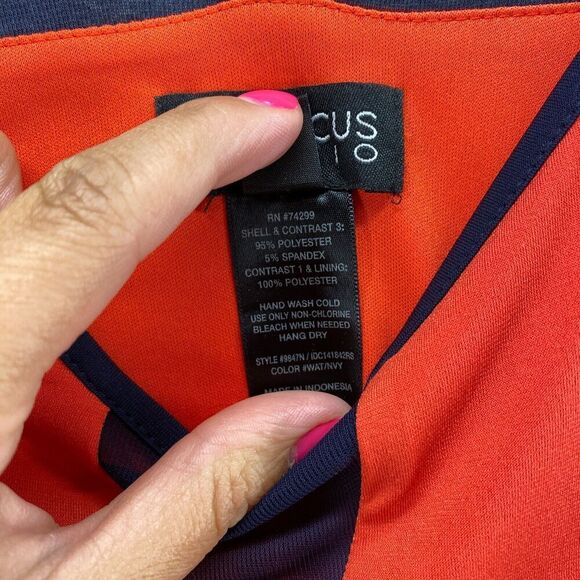 CUS
IO
RN #74299
SHELL & CONTRAST 3:
95% POLYESTER
5% SPANDEX
CONTRAST 1 & LINING:
100% POLYESTER
HAND WASH COLD
USE ONLY NON-CHLORINE
BLEACH WHEN NEEDED
HANG DRY
STYLE #9847N / IDC141842RS
COLOR #WAT/NVY
MADE IN INDONESIA